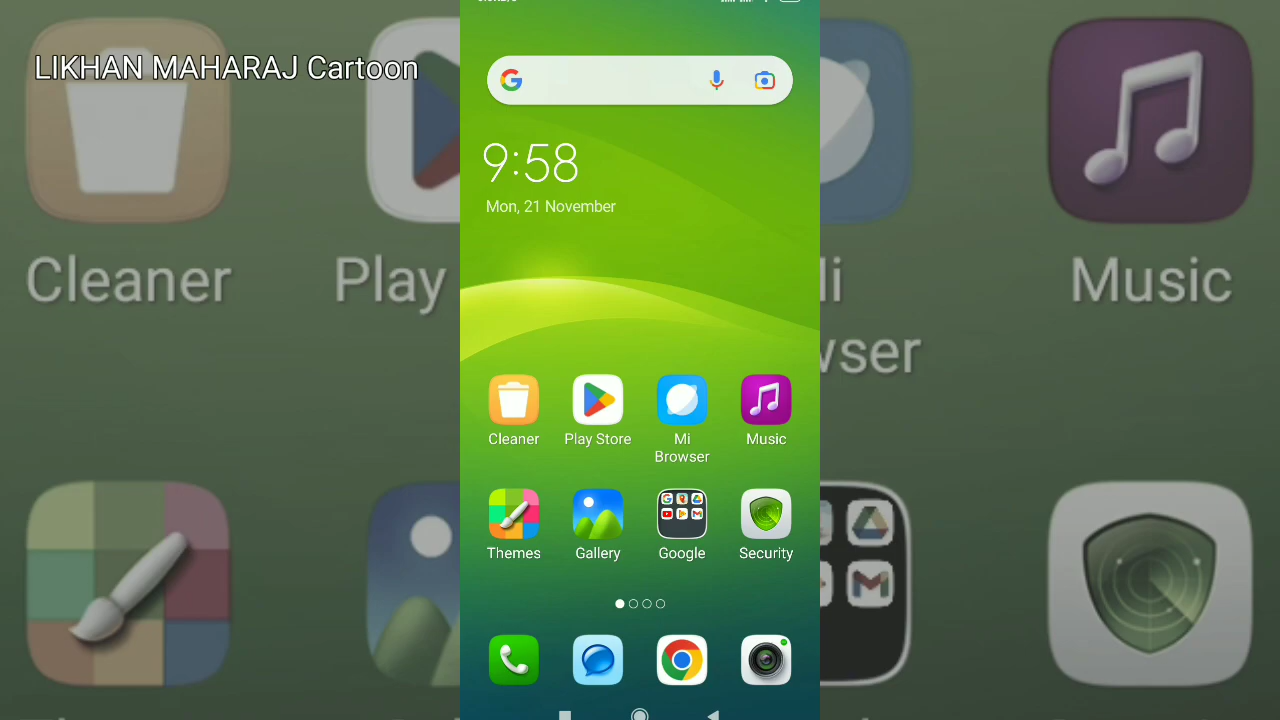 LIKHAN MAHARAJ Cartoon
9:58
Mon, 21 November
Cleaner
Play Store
Mi
Browser
Music
Themes
Gallery
Google
Security
Cleaner
Play
Music